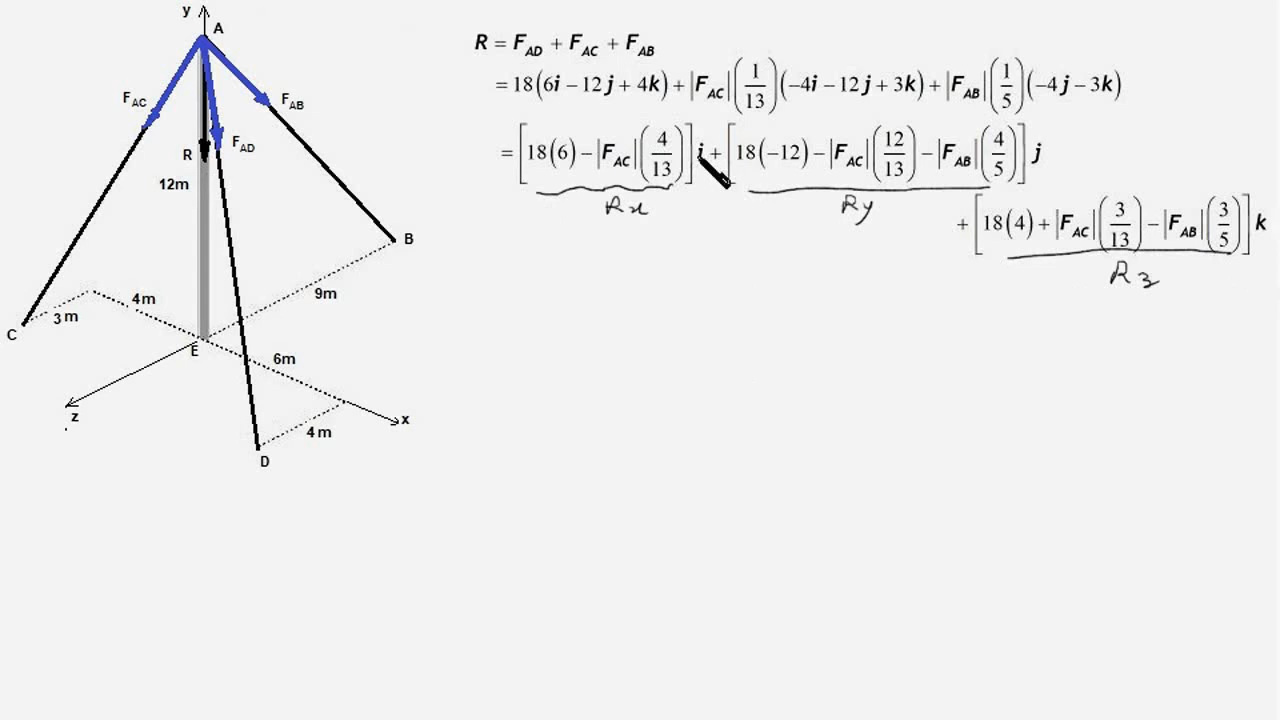 y
A
F_AC
F_AB
F_AD
R
12m
B
9m
4m
3 m
C
E
6m
z
x
4 m
D
R = F_AD + F_AC + F_AB
= 18(6i − 12j + 4k) + |F_AC|(1/13)(−4i − 12j + 3k) + |F_AB|(1/5)(−4j − 3k)
= [18(6) − |F_AC|(4/13)]i + [18(−12) − |F_AC|(12/13) − |F_AB|(4/5)] j
Rx Ry
+ [18(4) + |F_AC|(3/13) − |F_AB|(3/5)] k
Rz